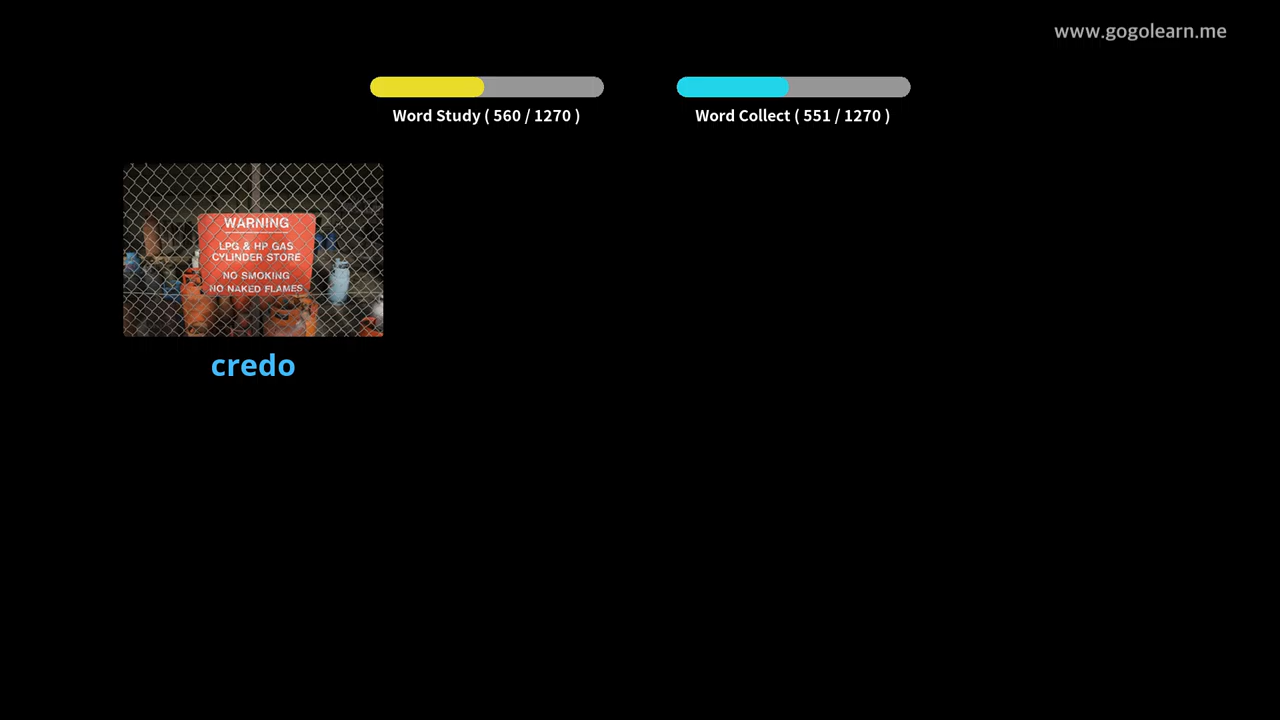 www.gogolearn.me
Word Study ( 560 / 1270 )
Word Collect ( 551 / 1270 )
WARNING
LPG & HP GAS
CYLINDER STORE
NO SMOKING
NO NAKED FLAMES
credo